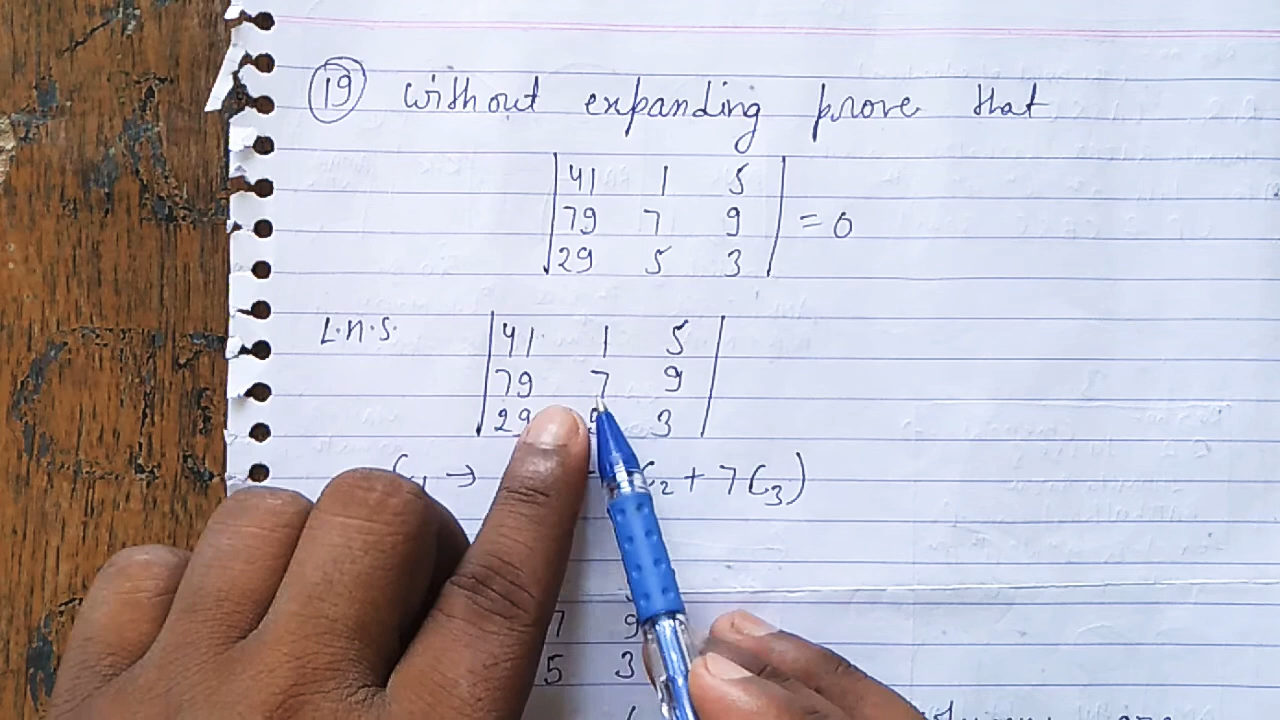 19 without expanding prove that
41 1 5
79 7 9 = 0
29 5 3
L.H.S. 41 1 5
79 7 9
29 5 3
C1 → C2 + 7C3)
7 9
5 3